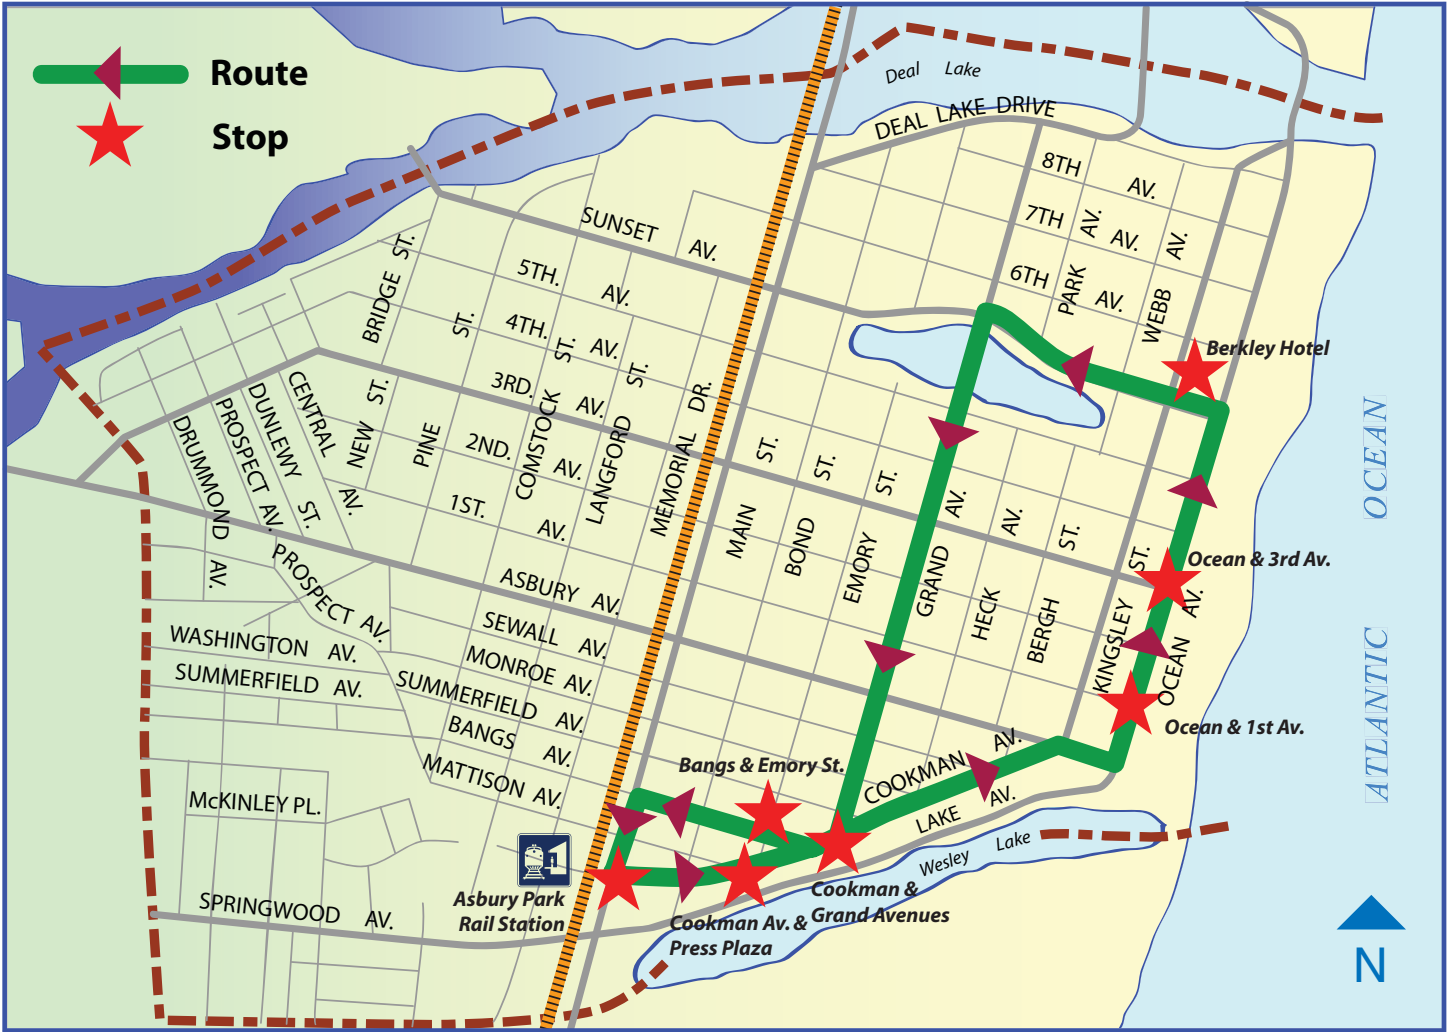 Route
Stop
Deal Lake
DEAL LAKE DRIVE
8TH AV.
7TH AV.
6TH AV.
PARK AV.
WEBB AV.
SUNSET AV.
5TH. AV.
4TH. AV.
3RD. AV.
2ND. AV.
1ST. AV.
BRIDGE ST.
DRUMMOND AV.
PROSPECT AV.
DUNLEWY ST.
CENTRAL AV.
NEW ST.
PINE ST.
COMSTOCK ST.
LANGFORD ST.
MEMORIAL DR.
MAIN ST.
BOND ST.
EMORY ST.
GRAND AV.
HECK AV.
BERGH ST.
KINGSLEY ST.
OCEAN AV.
Berkley Hotel
Ocean & 3rd Av.
Ocean & 1st Av.
ATLANTIC OCEAN
PROSPECT AV.
ASBURY AV.
SEWALL AV.
MONROE AV.
WASHINGTON AV.
SUMMERFIELD AV.
SUMMERFIELD AV.
BANGS AV.
MATTISON AV.
McKINLEY PL.
SPRINGWOOD AV.
Bangs & Emory St.
COOKMAN AV.
LAKE AV.
Wesley Lake
Asbury Park
Rail Station
Cookman Av. &
Press Plaza
Cookman &
Grand Avenues
N